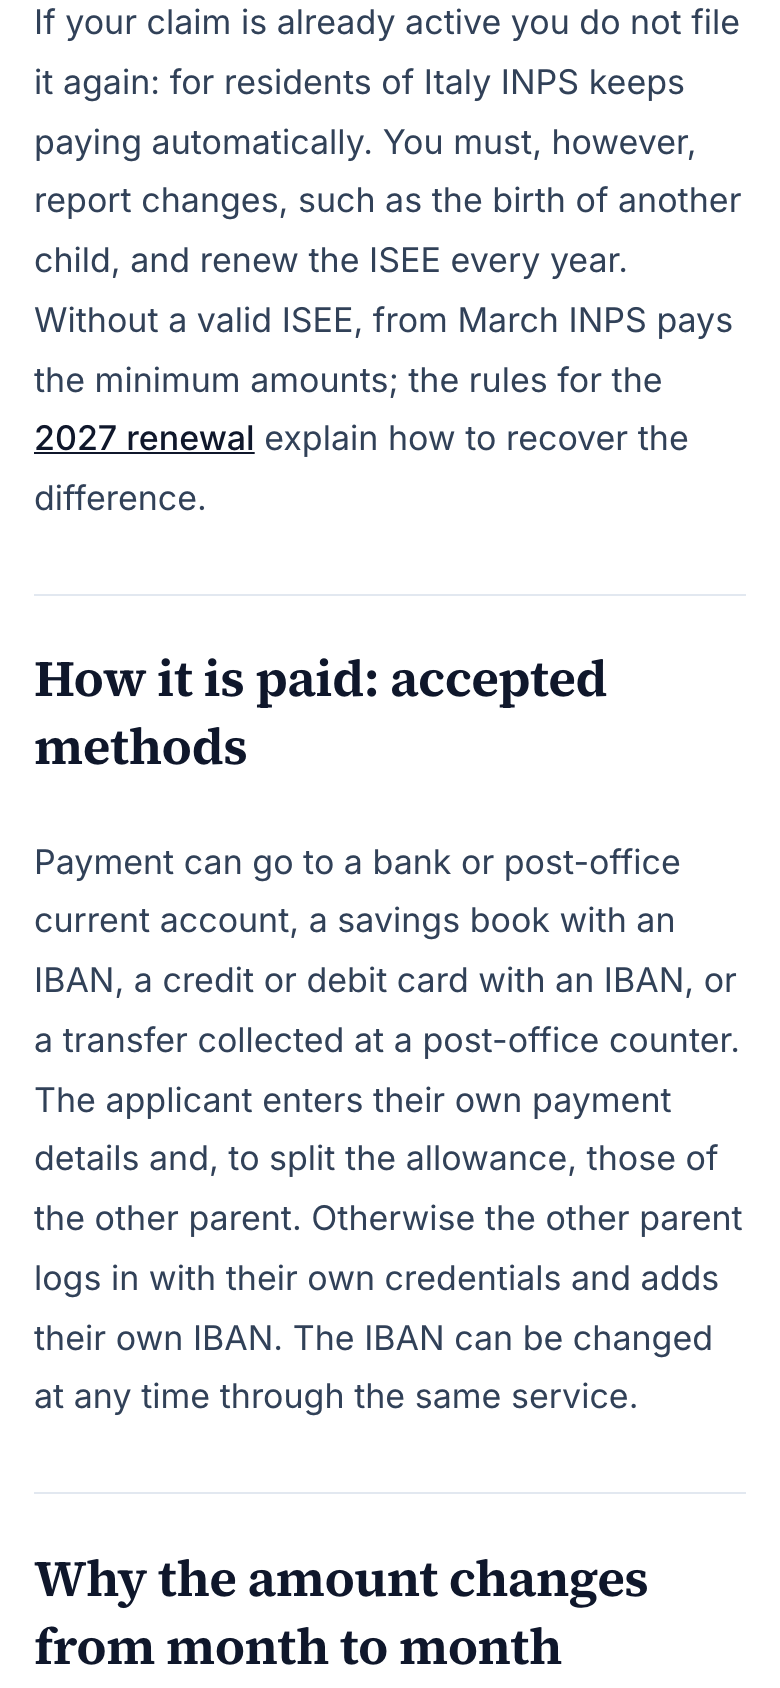 If your claim is already active you do not file
it again: for residents of Italy INPS keeps
paying automatically. You must, however,
report changes, such as the birth of another
child, and renew the ISEE every year.
Without a valid ISEE, from March INPS pays
the minimum amounts; the rules for the
2027 renewal explain how to recover the
difference.
How it is paid: accepted
methods
Payment can go to a bank or post-office
current account, a savings book with an
IBAN, a credit or debit card with an IBAN, or
a transfer collected at a post-office counter.
The applicant enters their own payment
details and, to split the allowance, those of
the other parent. Otherwise the other parent
logs in with their own credentials and adds
their own IBAN. The IBAN can be changed
at any time through the same service.
Why the amount changes
from month to month